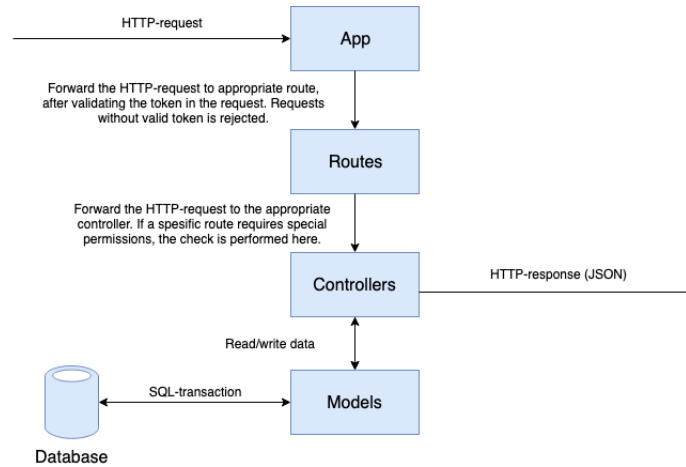 HTTP-request
App
Forward the HTTP-request to appropriate route,
after validating the token in the request. Requests
without valid token is rejected.
Routes
Forward the HTTP-request to the appropriate
controller. If a spesific route requires special
permissions, the check is performed here.
Controllers
HTTP-response (JSON)
Read/write data
SQL-transaction
Models
Database